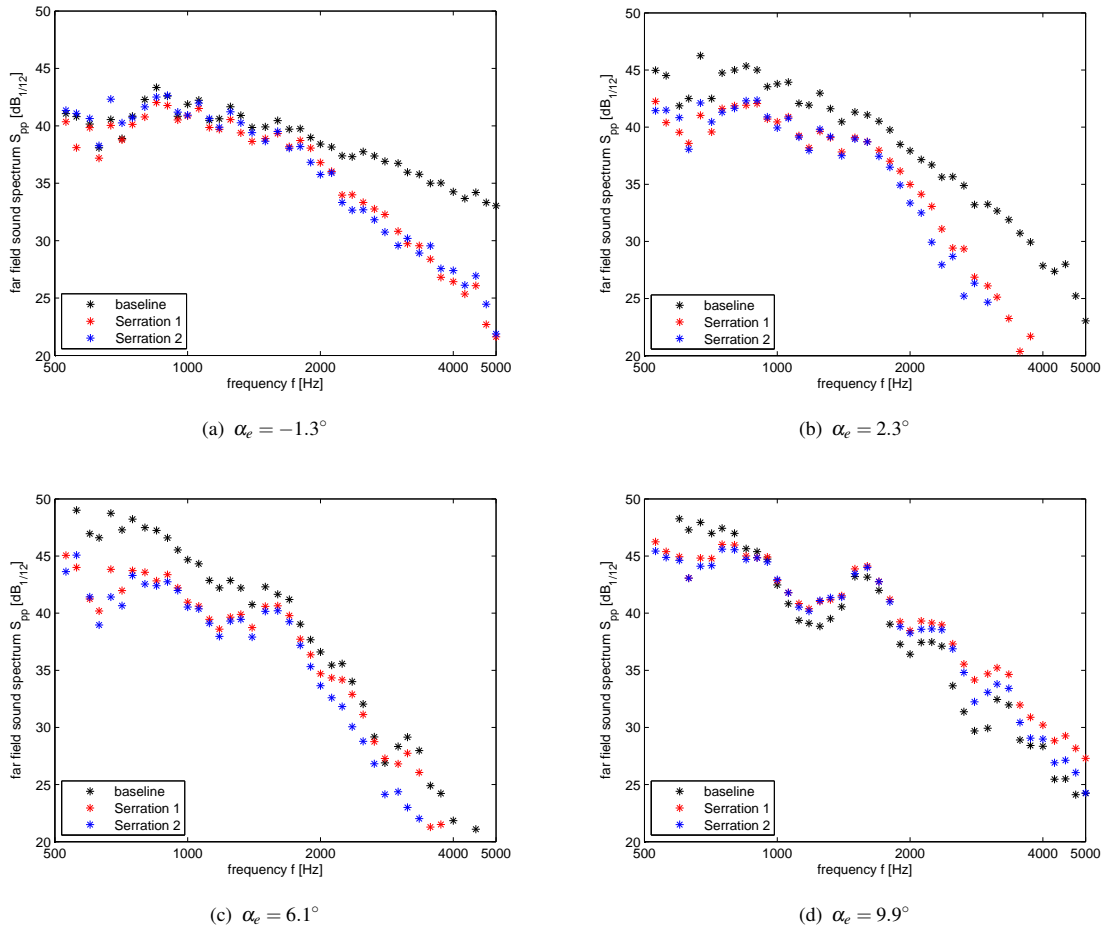 50
45
40
35
30
25
20
far field sound spectrum S_pp [dB_1/12]
baseline
Serration 1
Serration 2
500
1000
2000
4000
5000
frequency f [Hz]
(a) α_e = −1.3°
50
45
40
35
30
25
20
far field sound spectrum S_pp [dB_1/12]
baseline
Serration 1
Serration 2
500
1000
2000
4000
5000
frequency f [Hz]
(b) α_e = 2.3°
50
45
40
35
30
25
20
far field sound spectrum S_pp [dB_1/12]
baseline
Serration 1
Serration 2
500
1000
2000
4000
5000
frequency f [Hz]
(c) α_e = 6.1°
50
45
40
35
30
25
20
far field sound spectrum S_pp [dB_1/12]
baseline
Serration 1
Serration 2
500
1000
2000
4000
5000
frequency f [Hz]
(d) α_e = 9.9°